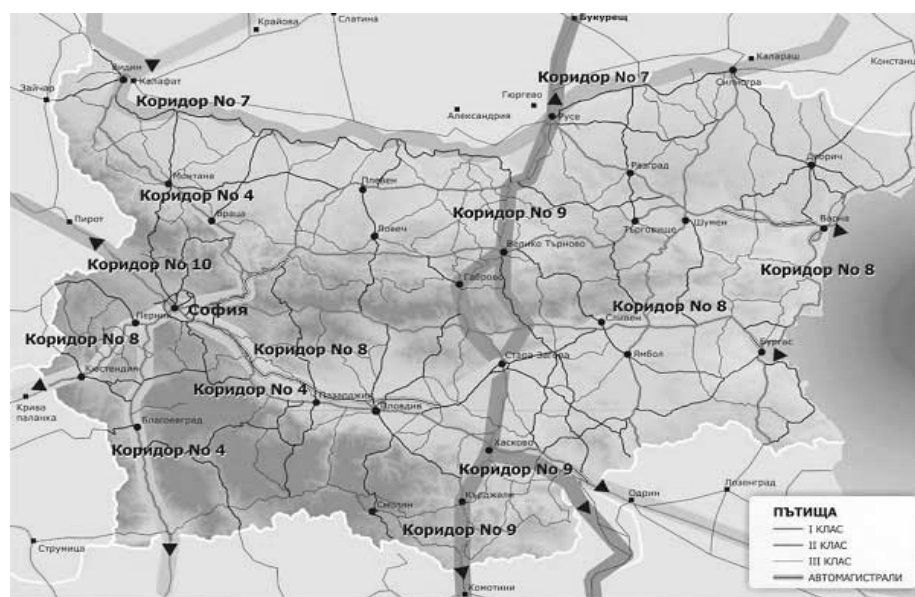 Букурещ
Крайова
Слатина
Видин
Калафат
Зайчар
Коридор No 7
Александрия
Гюргево
Коридор No 7
Русе
Калараш
Силистра
Констанц
Монтана
Коридор No 4
Враца
Плевен
Ловеч
Разград
Добрич
Коридор No 9
Търговище
Шумен
Варна
Пирот
Коридор No 10
Велико Търново
Габрово
Коридор No 8
София
Перник
Коридор No 8
Коридор No 8
Коридор No 8
Сливен
Кюстендил
Стара Загора
Ямбол
Бургас
Крива
паланка
Коридор No 4
Пазарджик
Пловдив
Благоевград
Коридор No 4
Хасково
Коридор No 9
Одрин
Лозенград
Кърджали
Смолян
Коридор No 9
Струмица
Комотини
ПЪТИЩА
I КЛАС
II КЛАС
III КЛАС
АВТОМАГИСТРАЛИ